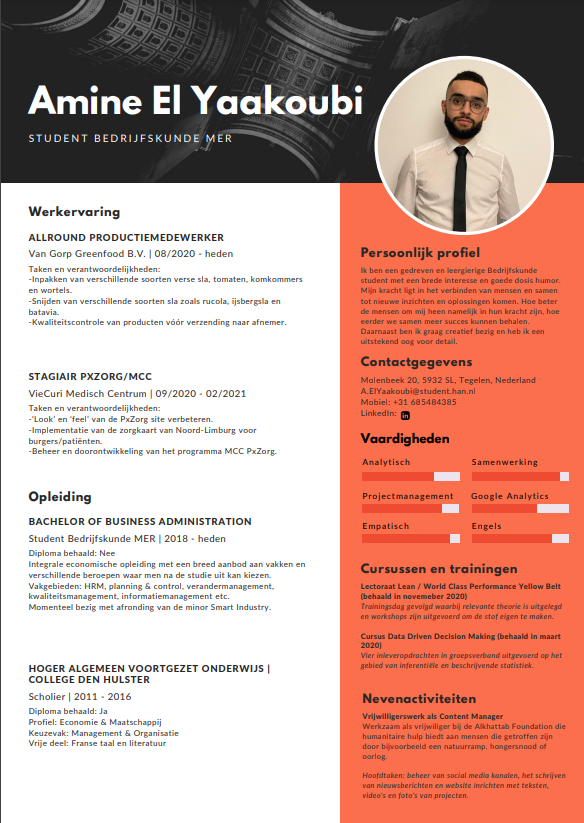 Amine El Yaakoubi
STUDENT BEDRIJFSKUNDE MER
Werkervaring
ALLROUND PRODUCTIEMEDEWERKER
Van Gorp Greenfood B.V. | 08/2020 - heden
Taken en verantwoordelijkheden:
-Inpakken van verschillende soorten verse sla, tomaten, komkommers
en wortels.
-Snijden van verschillende soorten sla zoals rucola, ijsbergsla en
batavia.
-Kwaliteitscontrole van producten vóór verzending naar afnemer.
STAGIAIR PXZORG/MCC
VieCuri Medisch Centrum | 09/2020 - 02/2021
Taken en verantwoordelijkheden:
-'Look' en 'feel' van de PxZorg site verbeteren.
-Implementatie van de zorgkaart van Noord-Limburg voor
burgers/patiënten.
-Beheer en doorontwikkeling van het programma MCC PxZorg.
Opleiding
BACHELOR OF BUSINESS ADMINISTRATION
Student Bedrijfskunde MER | 2018 - heden
Diploma behaald: Nee
Integrale economische opleiding met een breed aanbod aan vakken en
verschillende beroepen waar men na de studie uit kan kiezen.
Vakgebieden: HRM, planning & control, verandermanagement,
kwaliteitsmanagement, informatiemanagement etc.
Momenteel bezig met afronding van de minor Smart Industry.
HOGER ALGEMEEN VOORTGEZET ONDERWIJS |
COLLEGE DEN HULSTER
Scholier | 2011 - 2016
Diploma behaald: Ja
Profiel: Economie & Maatschappij
Keuzevak: Management & Organisatie
Vrije deel: Franse taal en literatuur
Persoonlijk profiel
Ik ben een gedreven en leergierige Bedrijfskunde
student met een brede interesse en goede dosis humor.
Mijn kracht ligt in het verbinden van mensen en samen
tot nieuwe inzichten en oplossingen komen. Hoe beter
de mensen om mij heen namelijk in hun kracht zijn, hoe
eerder we samen meer succes kunnen behalen.
Daarnaast ben ik graag creatief bezig en heb ik een
uitstekend oog voor detail.
Contactgegevens
Molenbeek 20, 5932 SL, Tegelen, Nederland
A.ElYaakoubi@student.han.nl
Mobiel: +31 685484385
LinkedIn: in
Vaardigheden
Analytisch
Samenwerking
Projectmanagement
Google Analytics
Empatisch
Engels
Cursussen en trainingen
Lectoraat Lean / World Class Performance Yellow Belt
(behaald in novemeber 2020)
Trainingsdag gevolgd waarbij relevante theorie is uitgelegd
en workshops zijn uitgevoerd om de stof eigen te maken.
Cursus Data Driven Decision Making (behaald in maart
2020)
Vier inleveropdrachten in groepsverband uitgevoerd op het
gebied van inferentiële en beschrijvende statistiek.
Nevenactiviteiten
Vrijwilligerswerk als Content Manager
Werkzaam als vrijwiliger bij de Alkhattab Foundation die
humanitaire hulp biedt aan mensen die getroffen zijn
door bijvoorbeeld een natuurramp, hongersnood of
oorlog.
Hoofdtaken: beheer van social media kanalen, het schrijven
van nieuwsberichten en website inrichten met teksten,
video's en foto's van projecten.